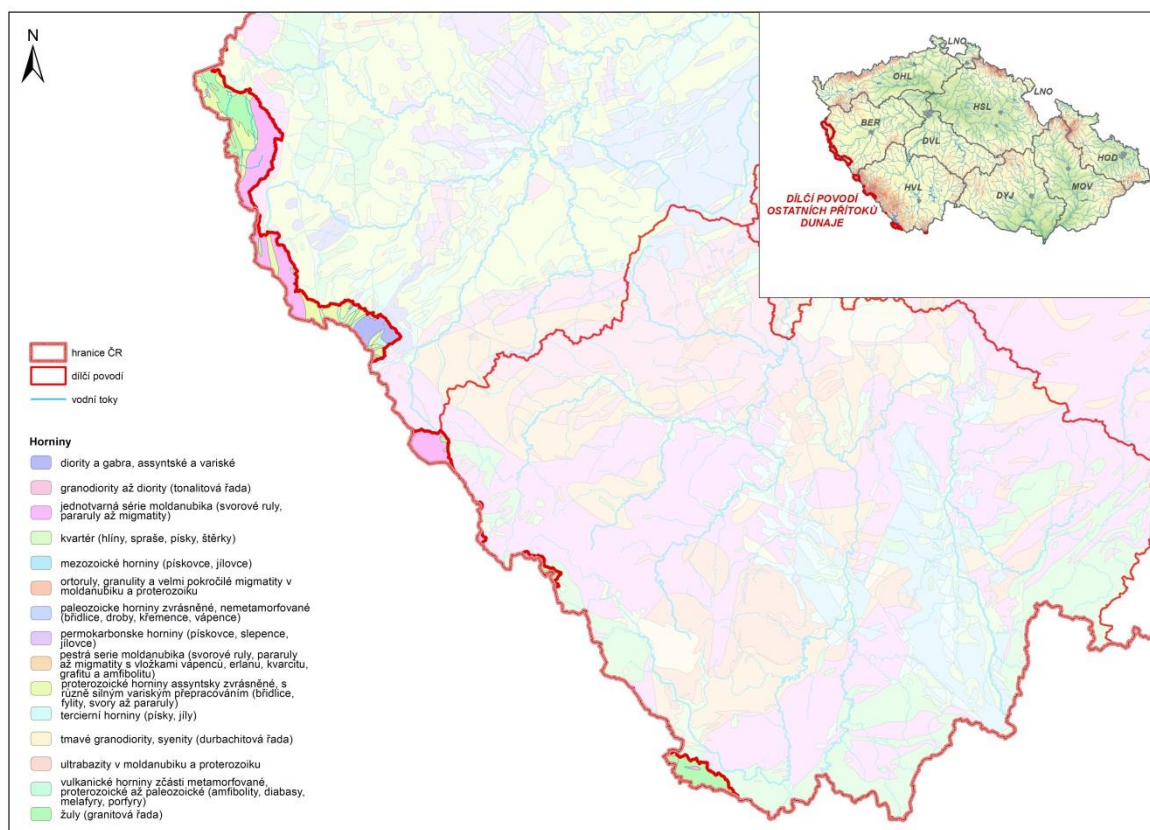 N
LNO
OHL
LNO
HSL
BER
DVL
HOD
HVL
MOV
DYJ
DÍLČÍ POVODÍ
OSTATNÍCH PŘÍTOKŮ
DUNAJE
hranice ČR
dílčí povodí
vodní toky
Horniny
diority a gabra, assyntské a variské
granodiority až diority (tonalitová řada)
jednotvarná série moldanubika (svorové ruly,
pararuly až migmatity)
kvartér (hlíny, spraše, písky, štěrky)
mezozoické horniny (pískovce, jílovce)
ortoruly, granulity a velmi pokročilé migmatity v
moldanubiku a proterozoiku
paleozoicke horniny zvrásněné, nemetamorfované
(břidlice, droby, křemence, vápence)
permokarbonske horniny (pískovce, slepence,
jílovce)
pestrá serie moldanubika (svorové ruly, pararuly
až migmatity s vložkami vápenců, erlanu, kvarcitu,
grafitu a amfibolitu)
proterozoické horniny assyntsky zvrásněné, s
různě silným variským přepracováním (břidlice,
fylity, svory až pararuly)
tercierní horniny (písky, jíly)
tmavé granodiority, syenity (durbachitová řada)
ultrabazity v moldanubiku a proterozoiku
vulkanické horniny zčásti metamorfované,
proterozoické až paleozoické (amfibolity, diabasy,
melafyry, porfyry)
žuly (granitová řada)